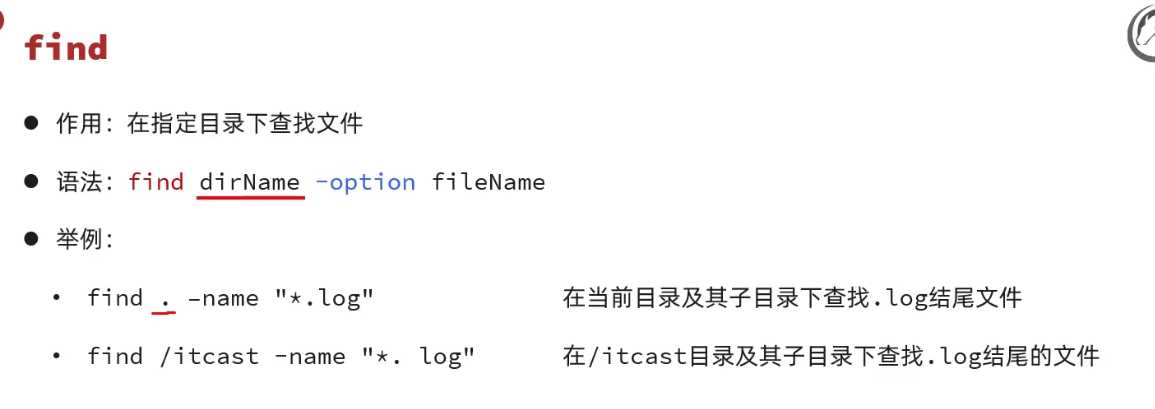 find
● 作用：在指定目录下查找文件
● 语法：find dirName -option fileName
● 举例：
• find . –name "*.log" 在当前目录及其子目录下查找.log结尾文件
• find /itcast -name "*. log" 在/itcast目录及其子目录下查找.log结尾的文件